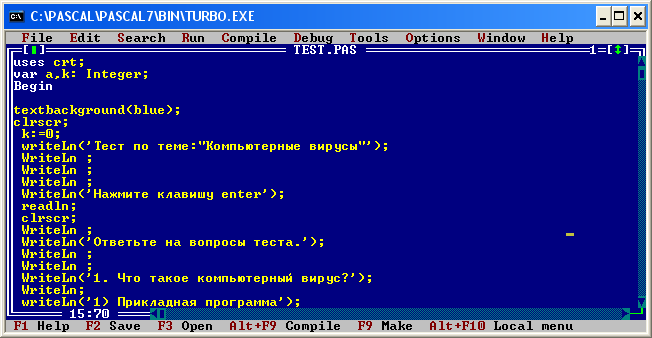 C:\PASCAL\PASCAL7\BIN\TURBO.EXE
File Edit Search Run Compile Debug Tools Options Window Help
TEST.PAS 1
uses crt;
var a,k: Integer;
Begin
textbackground(blue);
clrscr;
k:=0;
writeLn('Тест по теме:"Компьютерные вирусы"');
WriteLn ;
WriteLn ;
WriteLn ;
WriteLn('Нажмите клавишу enter');
readln;
clrscr;
WriteLn ;
WriteLn('Ответьте на вопросы теста.');
WriteLn ;
WriteLn ;
WriteLn('1. Что такое компьютерный вирус?');
WriteLn;
writeLn('1) Прикладная программа');
15:70
F1 Help F2 Save F3 Open Alt+F9 Compile F9 Make Alt+F10 Local menu